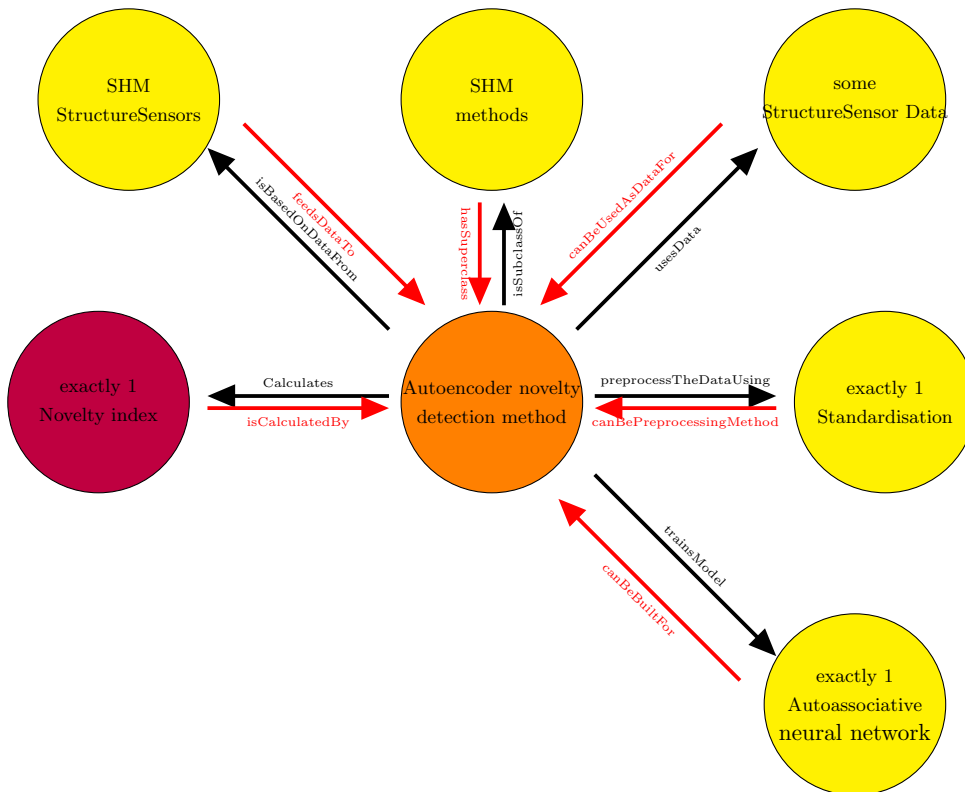 SHM
StructureSensors
SHM
methods
some
StructureSensor Data
feedsDataTo
isBasedOnDataFrom
hasSuperclass
isSubclassOf
canBeUsedAsDataFor
usesData
exactly 1
Novelty index
Calculates
isCalculatedBy
Autoencoder novelty
detection method
preprocessTheDataUsing
canBePreprocessingMethod
exactly 1
Standardisation
trainsModel
canBeBuiltFor
exactly 1
Autoassociative
neural network